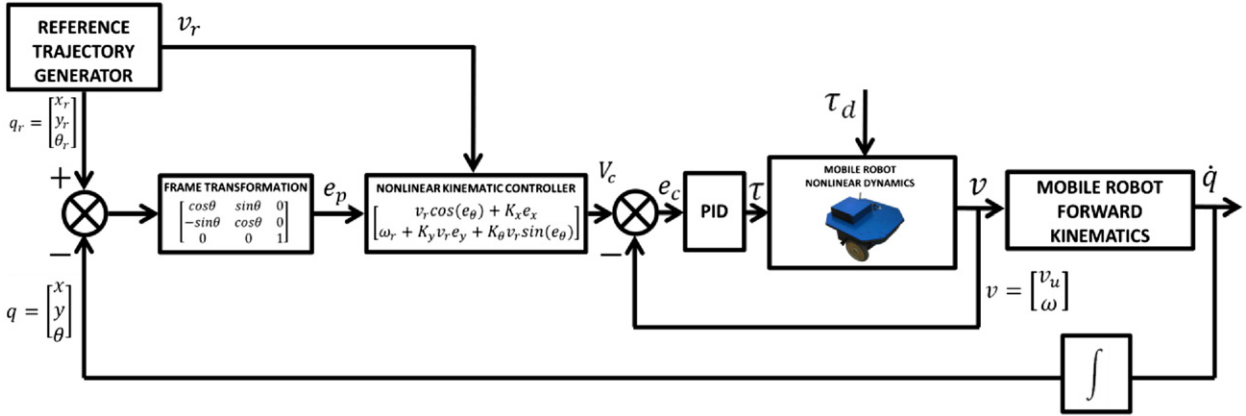 REFERENCE
TRAJECTORY
GENERATOR
v_r
q_r = [x_r
y_r
θ_r]
+
−
FRAME TRANSFORMATION
[cosθ sinθ 0
−sinθ cosθ 0
0 0 1]
e_p
NONLINEAR KINEMATIC CONTROLLER
[v_r cos(e_θ) + K_x e_x
ω_r + K_y v_r e_y + K_θ v_r sin(e_θ)]
V_c
−
e_c
PID
τ
τ_d
MOBILE ROBOT
NONLINEAR DYNAMICS
v
MOBILE ROBOT
FORWARD
KINEMATICS
q̇
v = [v_u
ω]
q = [x
y
θ]
∫